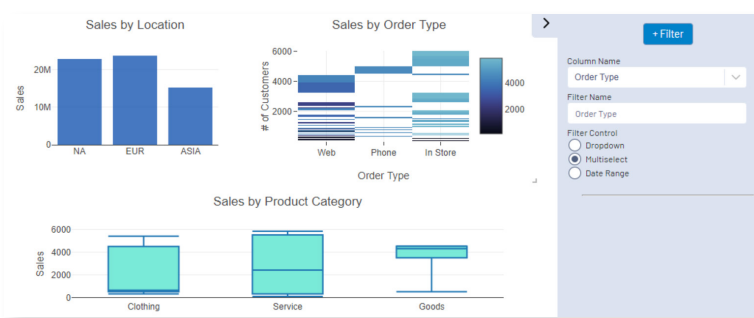 Sales by Location
Sales
20M
10M
0
NA EUR ASIA
Sales by Order Type
# of Customers
6000
4000
2000
Web Phone In Store
Order Type
4000
2000
Sales by Product Category
Sales
6000
4000
2000
0
Clothing Service Goods
+ Filter
Column Name
Order Type
Filter Name
Order Type
Filter Control
Dropdown
Multiselect
Date Range